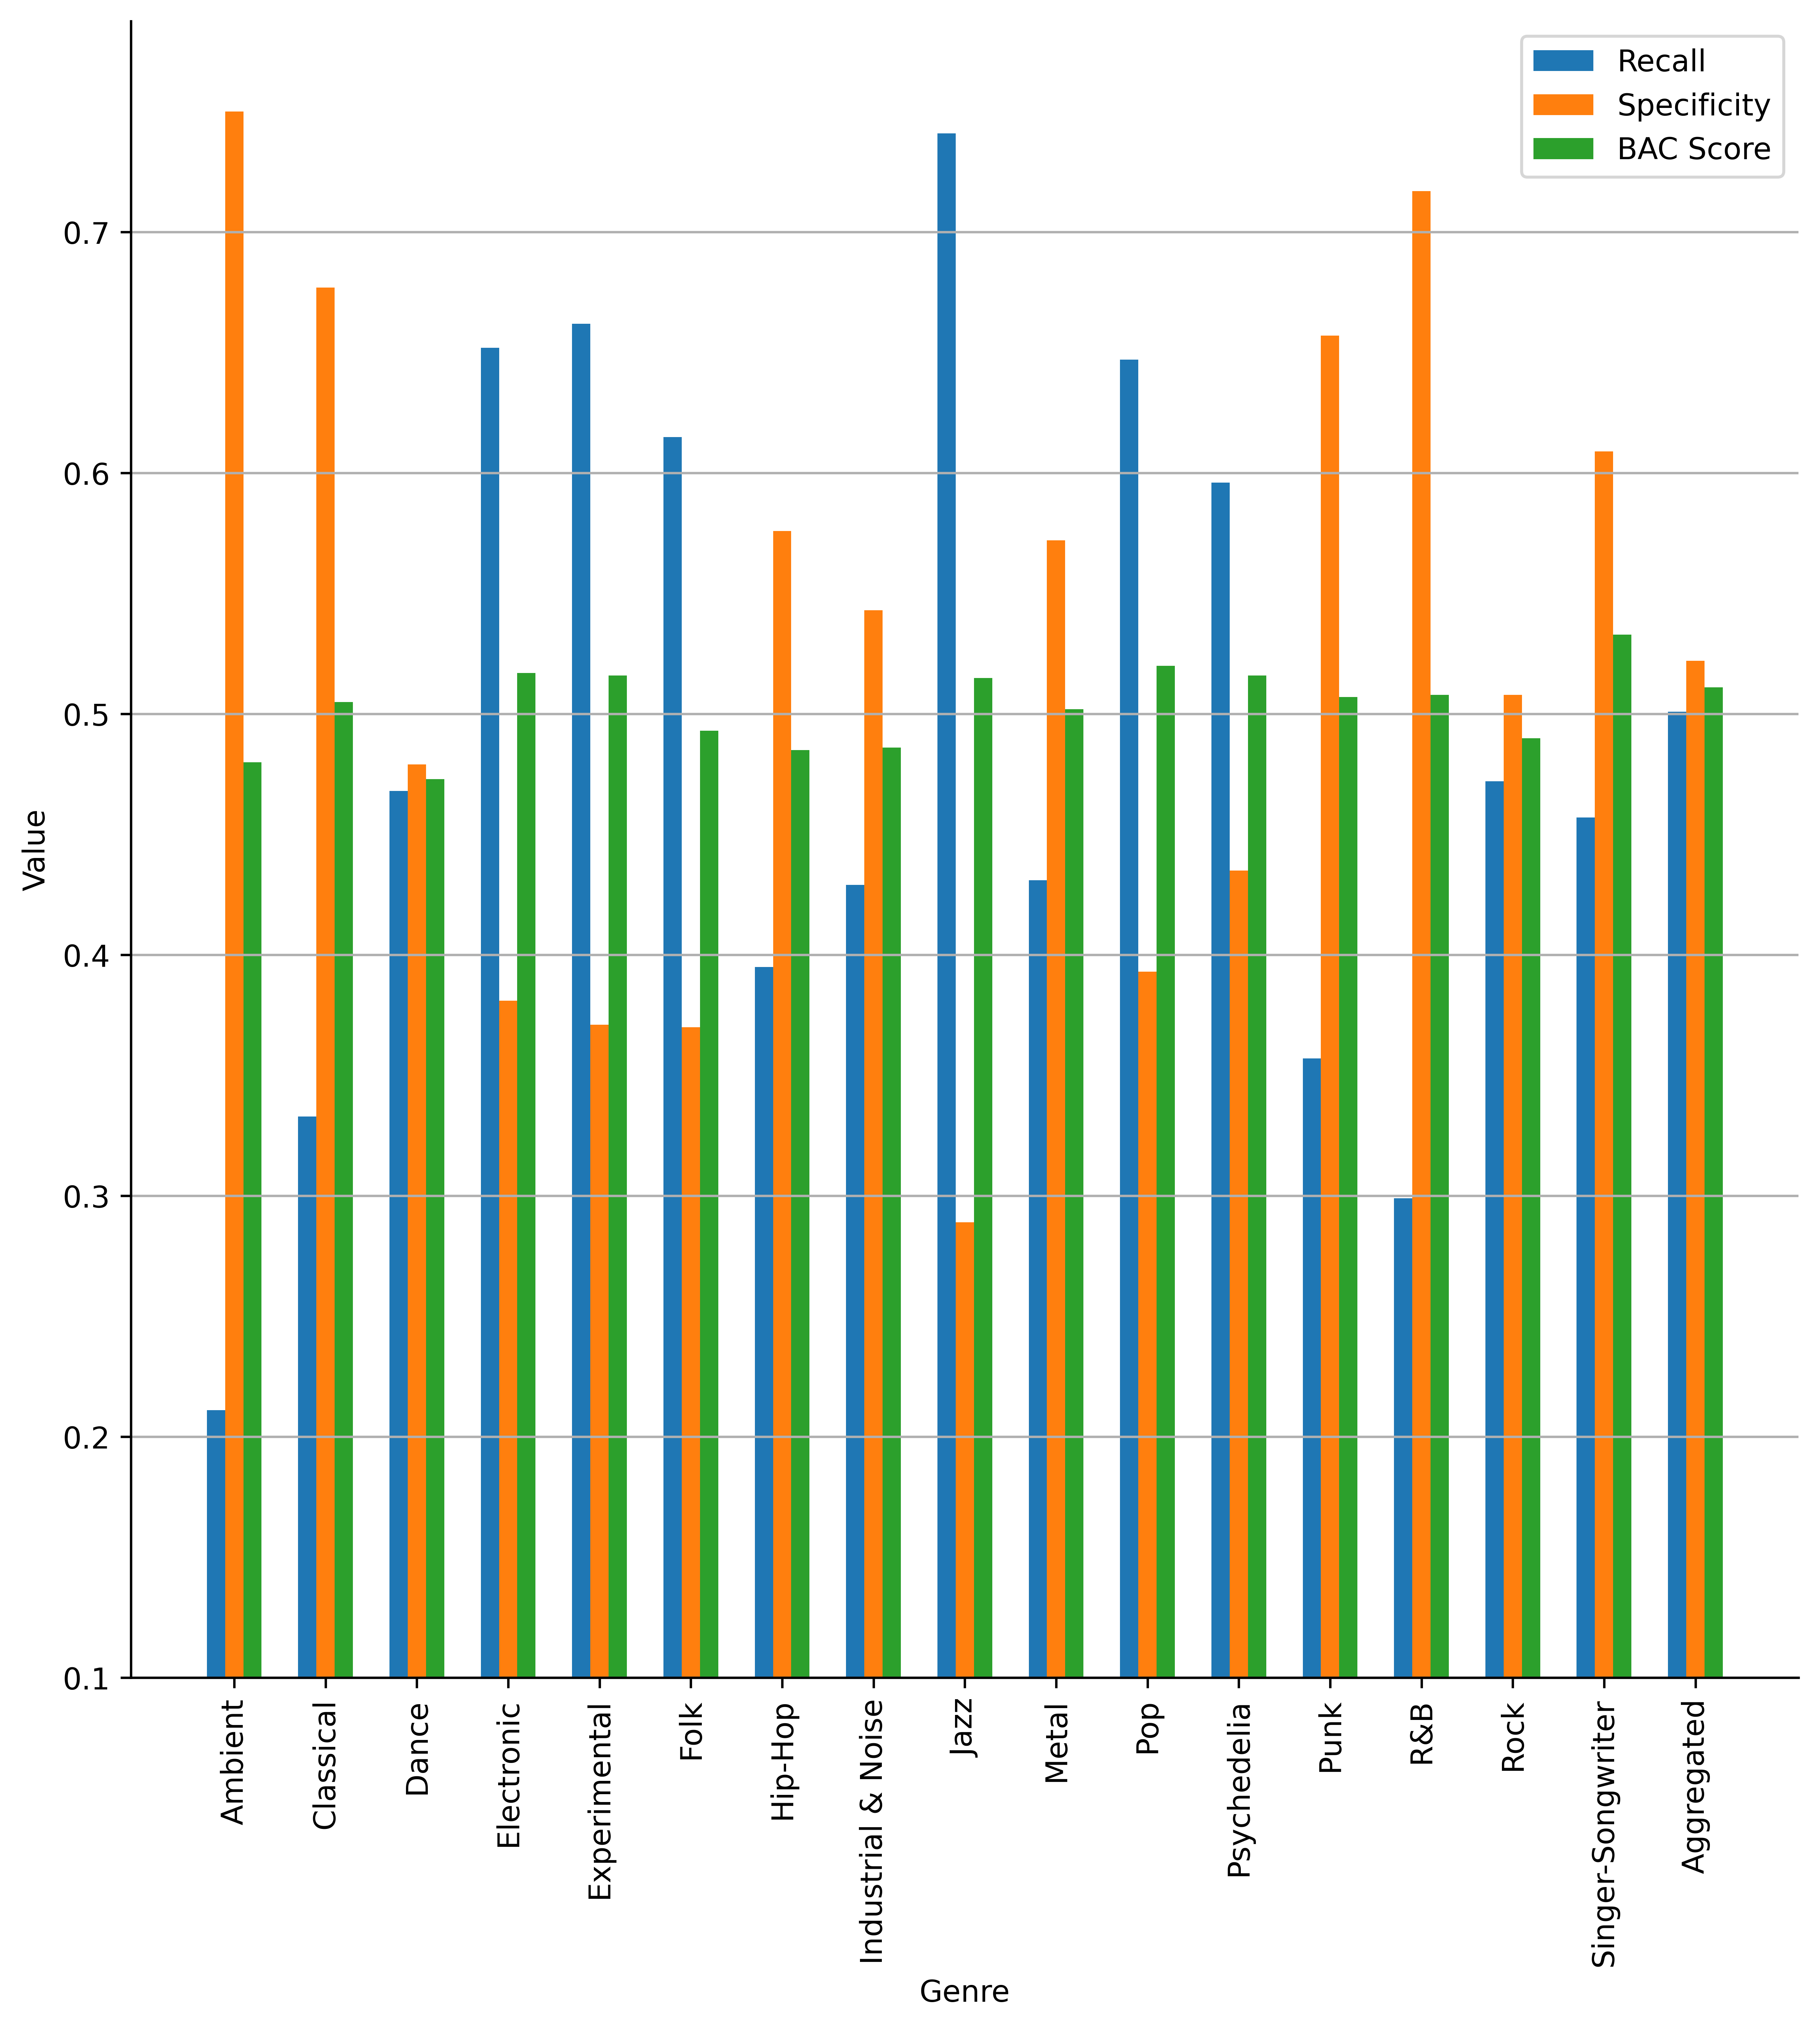 Recall
Specificity
BAC Score
0.7
0.6
0.5
0.4
0.3
0.2
0.1
Value
Ambient
Classical
Dance
Electronic
Experimental
Folk
Hip-Hop
Industrial & Noise
Jazz
Metal
Pop
Psychedelia
Punk
R&B
Rock
Singer-Songwriter
Aggregated
Genre